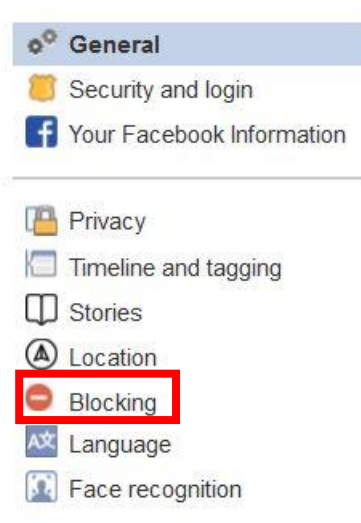 General
Security and login
Your Facebook Information
Privacy
Timeline and tagging
Stories
Location
Blocking
Language
Face recognition